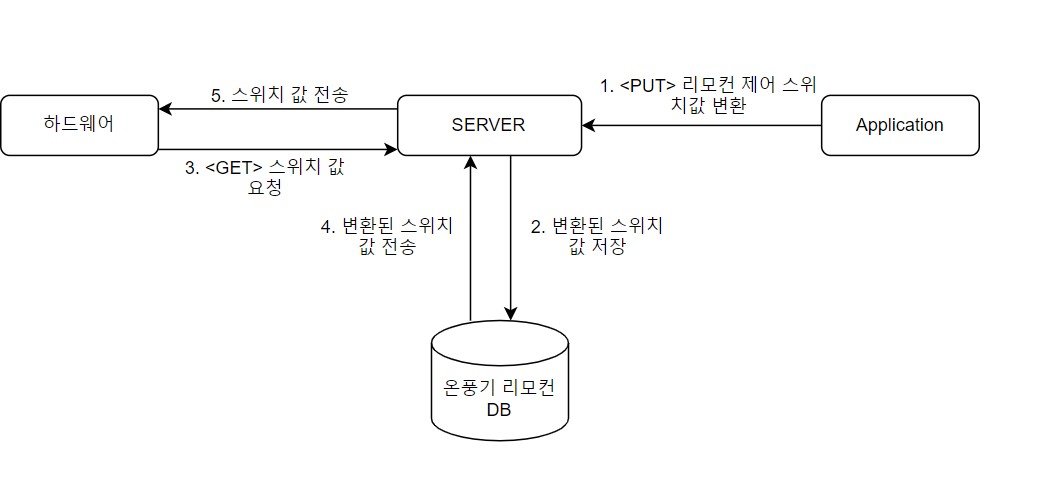 5. 스위치 값 전송
1. <PUT> 리모컨 제어 스위
치값 변환
하드웨어
SERVER
Application
3. <GET> 스위치 값
요청
4. 변환된 스위치
값 전송
2. 변환된 스위치
값 저장
온풍기 리모컨
DB